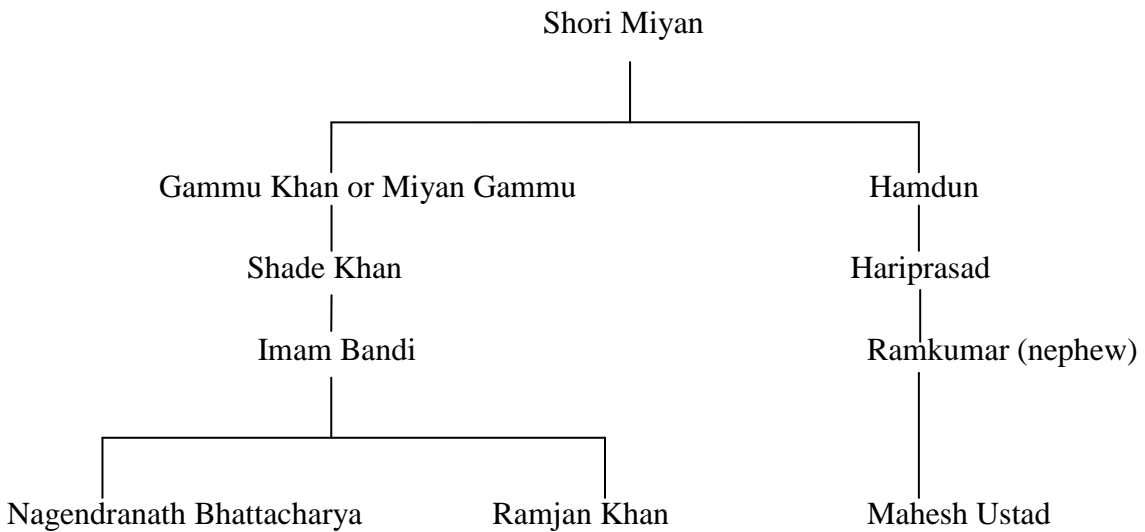 Shori Miyan
Gammu Khan or Miyan Gammu
Hamdun
Shade Khan
Hariprasad
Imam Bandi
Ramkumar (nephew)
Nagendranath Bhattacharya
Ramjan Khan
Mahesh Ustad